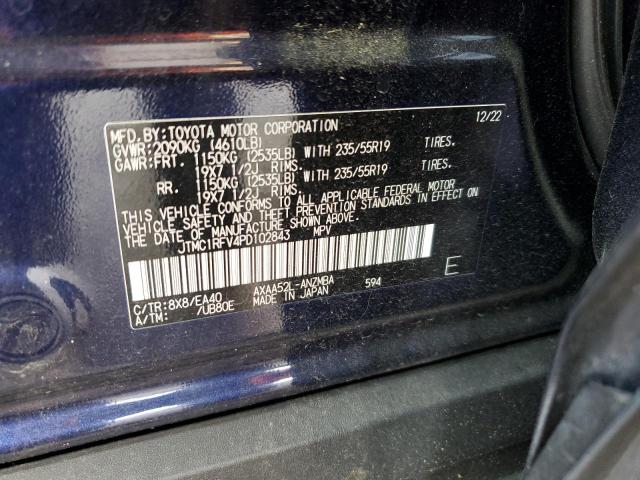 MFD. BY: TOYOTA MOTOR CORPORATION 12/22
GVWR: 2090KG (4610LB)
GAWR: FRT. 1150KG (2535LB) WITH 235/55R19 TIRES.
19X7 1/2J RIMS.
RR. 1150KG (2535LB) WITH 235/55R19 TIRES.
19X7 1/2J RIMS.
THIS VEHICLE CONFORMS TO ALL APPLICABLE FEDERAL MOTOR
VEHICLE SAFETY AND THEFT PREVENTION STANDARDS IN EFFECT
ON THE DATE OF MANUFACTURE SHOWN ABOVE.
JTMC1RFV4PD102843 MPV
C/TR: 8X8/EA40 AXAA52L-ANZMBA 594 E
A/TM: /UB80E MADE IN JAPAN